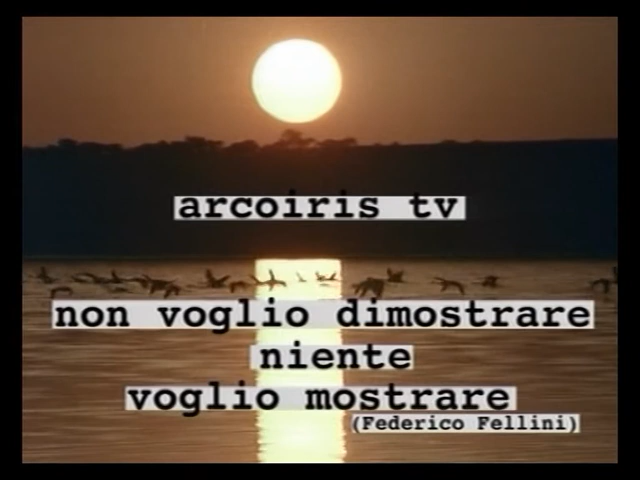 arcoiris tv
non voglio dimostrare
niente
voglio mostrare
(Federico Fellini)